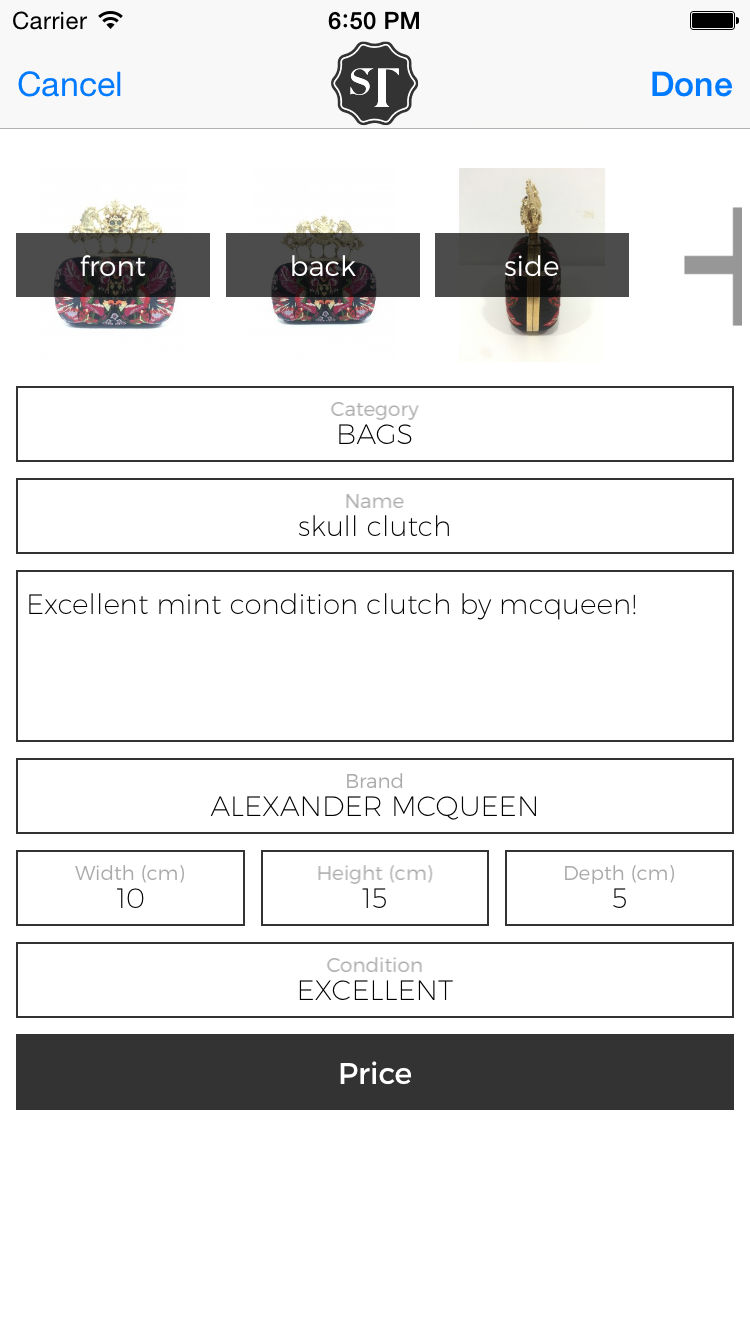 Carrier 6:50 PM
Cancel ST Done
front back side
Category
BAGS
Name
skull clutch
Excellent mint condition clutch by mcqueen!
Brand
ALEXANDER MCQUEEN
Width (cm) Height (cm) Depth (cm)
10 15 5
Condition
EXCELLENT
Price